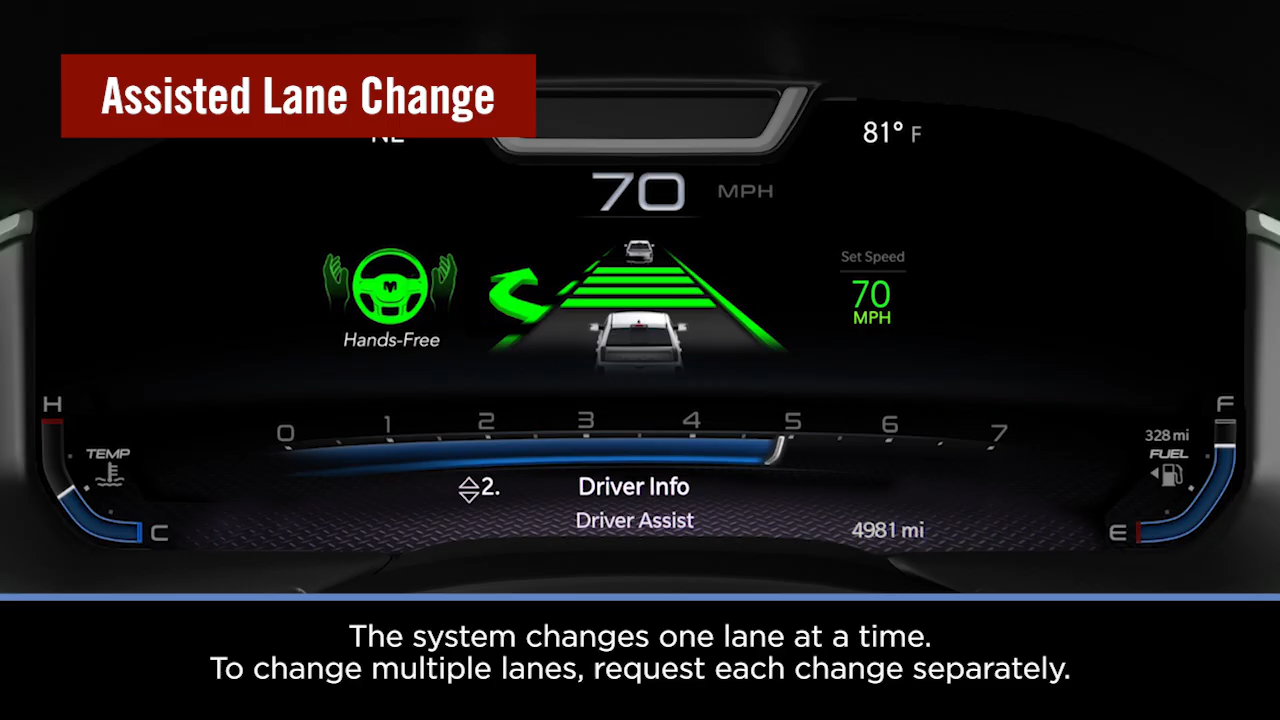 Assisted Lane Change
81° F
70 MPH
Set Speed
70
MPH
Hands-Free
H
F
0 1 2 3 4 5 6 7
328 mi
TEMP
FUEL
2. Driver Info
Driver Assist
4981 mi
C
E
The system changes one lane at a time.
To change multiple lanes, request each change separately.